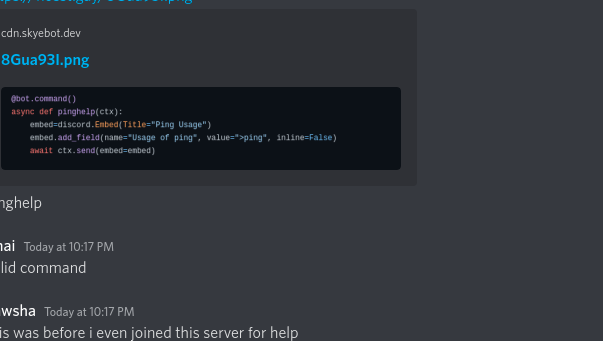 cdn.skyebot.dev
8Gua93I.png
@bot.command()
async def pinghelp(ctx):
embed=discord.Embed(Title="Ping Usage")
embed.add_field(name="Usage of ping", value=">ping", inline=False)
await ctx.send(embed=embed)
nghelp
nai Today at 10:17 PM
lid command
wsha Today at 10:17 PM
is was before i even joined this server for help